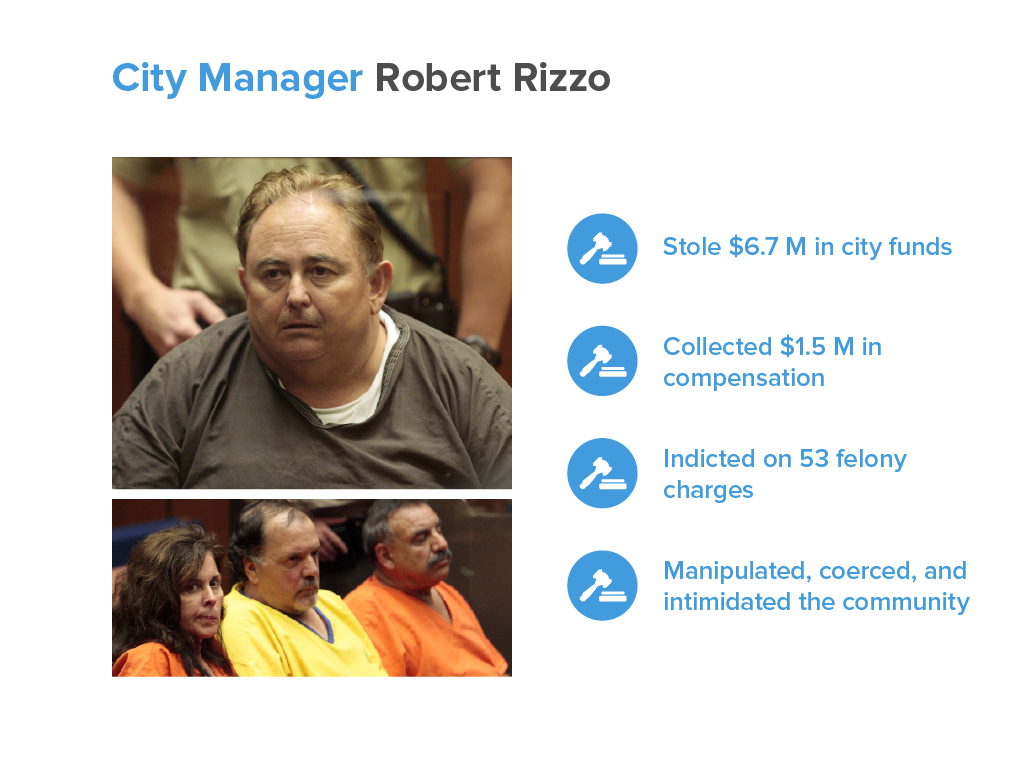 City Manager Robert Rizzo
Stole $6.7 M in city funds
Collected $1.5 M in
compensation
Indicted on 53 felony
charges
Manipulated, coerced, and
intimidated the community